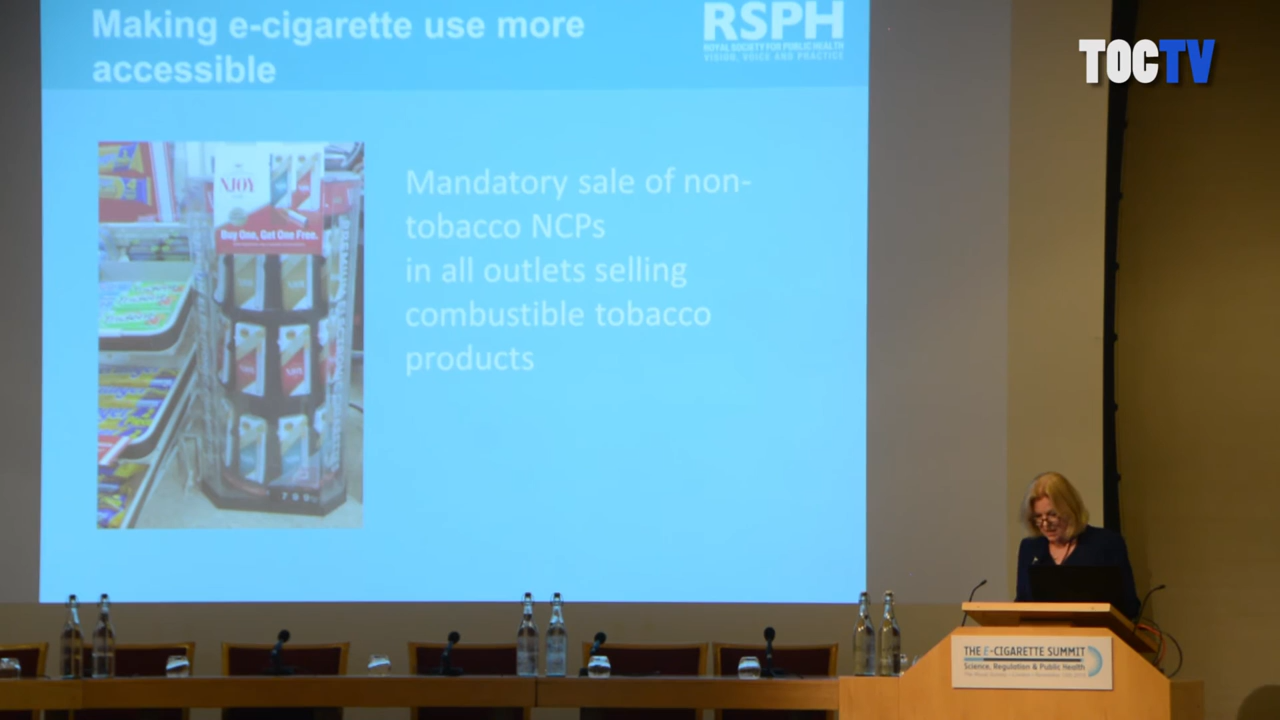 Making e-cigarette use more
accessible
RSPH
ROYAL SOCIETY FOR PUBLIC HEALTH
VISION, VOICE AND PRACTICE
TOCTV
NJOY
Buy One, Get One Free.
Mandatory sale of non-
tobacco NCPs
in all outlets selling
combustible tobacco
products
THE E-CIGARETTE SUMMIT
Science, Regulation & Public Health